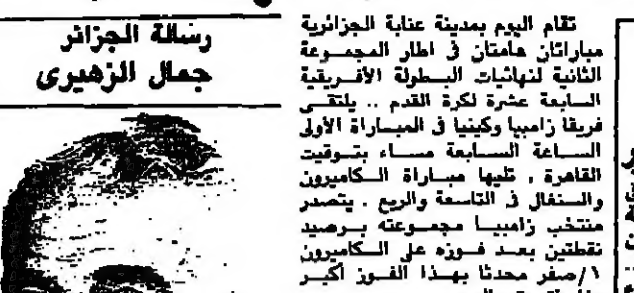 رسالة الجزائر
جمال الزهيرى
تقام اليوم بمدينة عنابة الجزائرية
مباراتان هامتان فى اطار المجموعة
الثانية لنهائيات البطولة الأفريقية
السابعة عشرة لكرة القدم .. يلتقى
فريقا زامبيا وكينيا فى المباراة الأولى
الساعة السابعة مساء بتوقيت
القاهرة ، تليها مباراة الكاميرون
والسنغال فى التاسعة والربع . يتصدر
منتخب زامبيا مجموعته برصيد
نقطتين بعد فوزه على الكاميرون
١/صفر محدثا بهذا الفوز أكبر